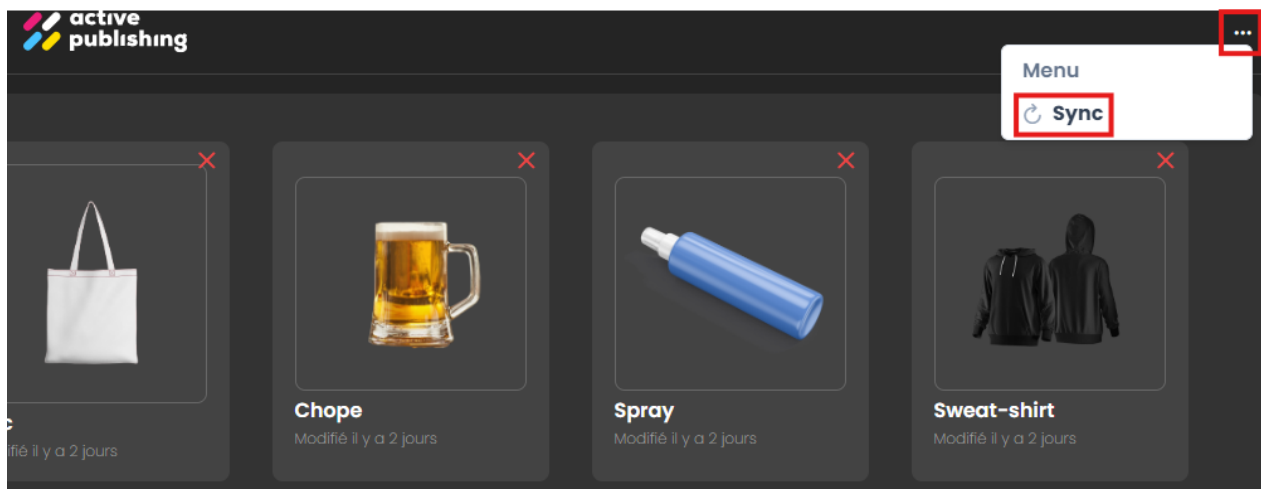 active
publishing
...
Menu
Sync
c
ifié il y a 2 jours
Chope
Modifié il y a 2 jours
Spray
Modifié il y a 2 jours
Sweat-shirt
Modifié il y a 2 jours